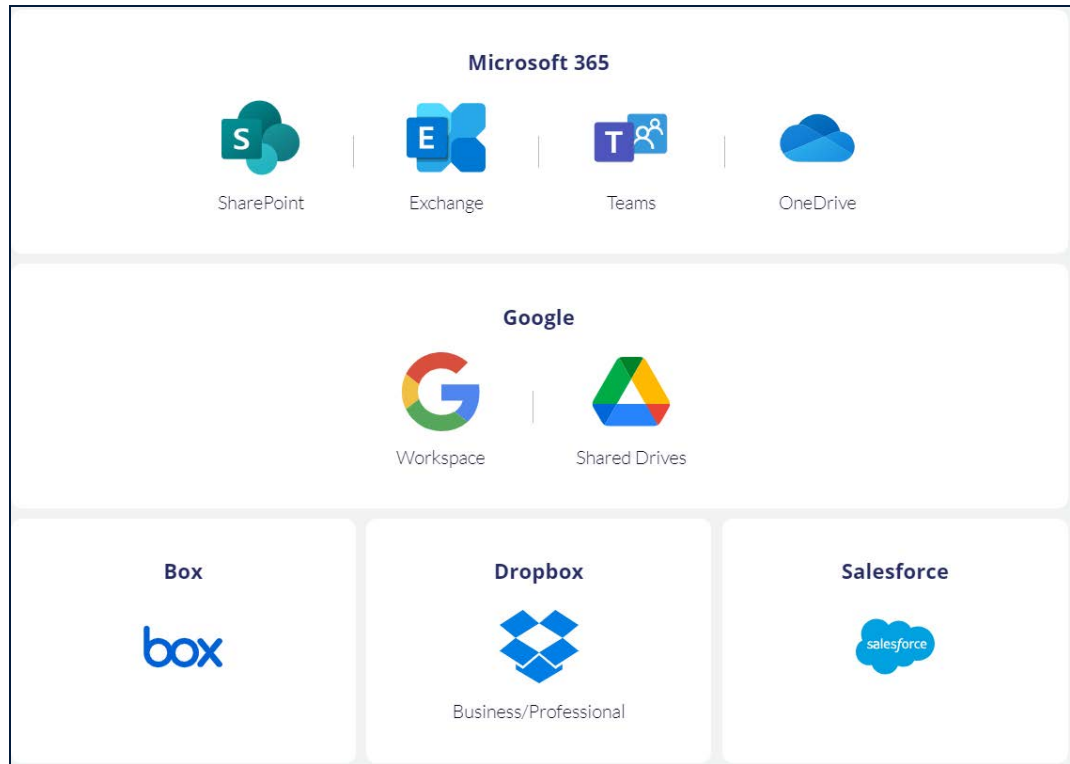 Microsoft 365
S
E
T
SharePoint
Exchange
Teams
OneDrive
Google
G
Workspace
Shared Drives
Box
box
Dropbox
Business/Professional
Salesforce
salesforce